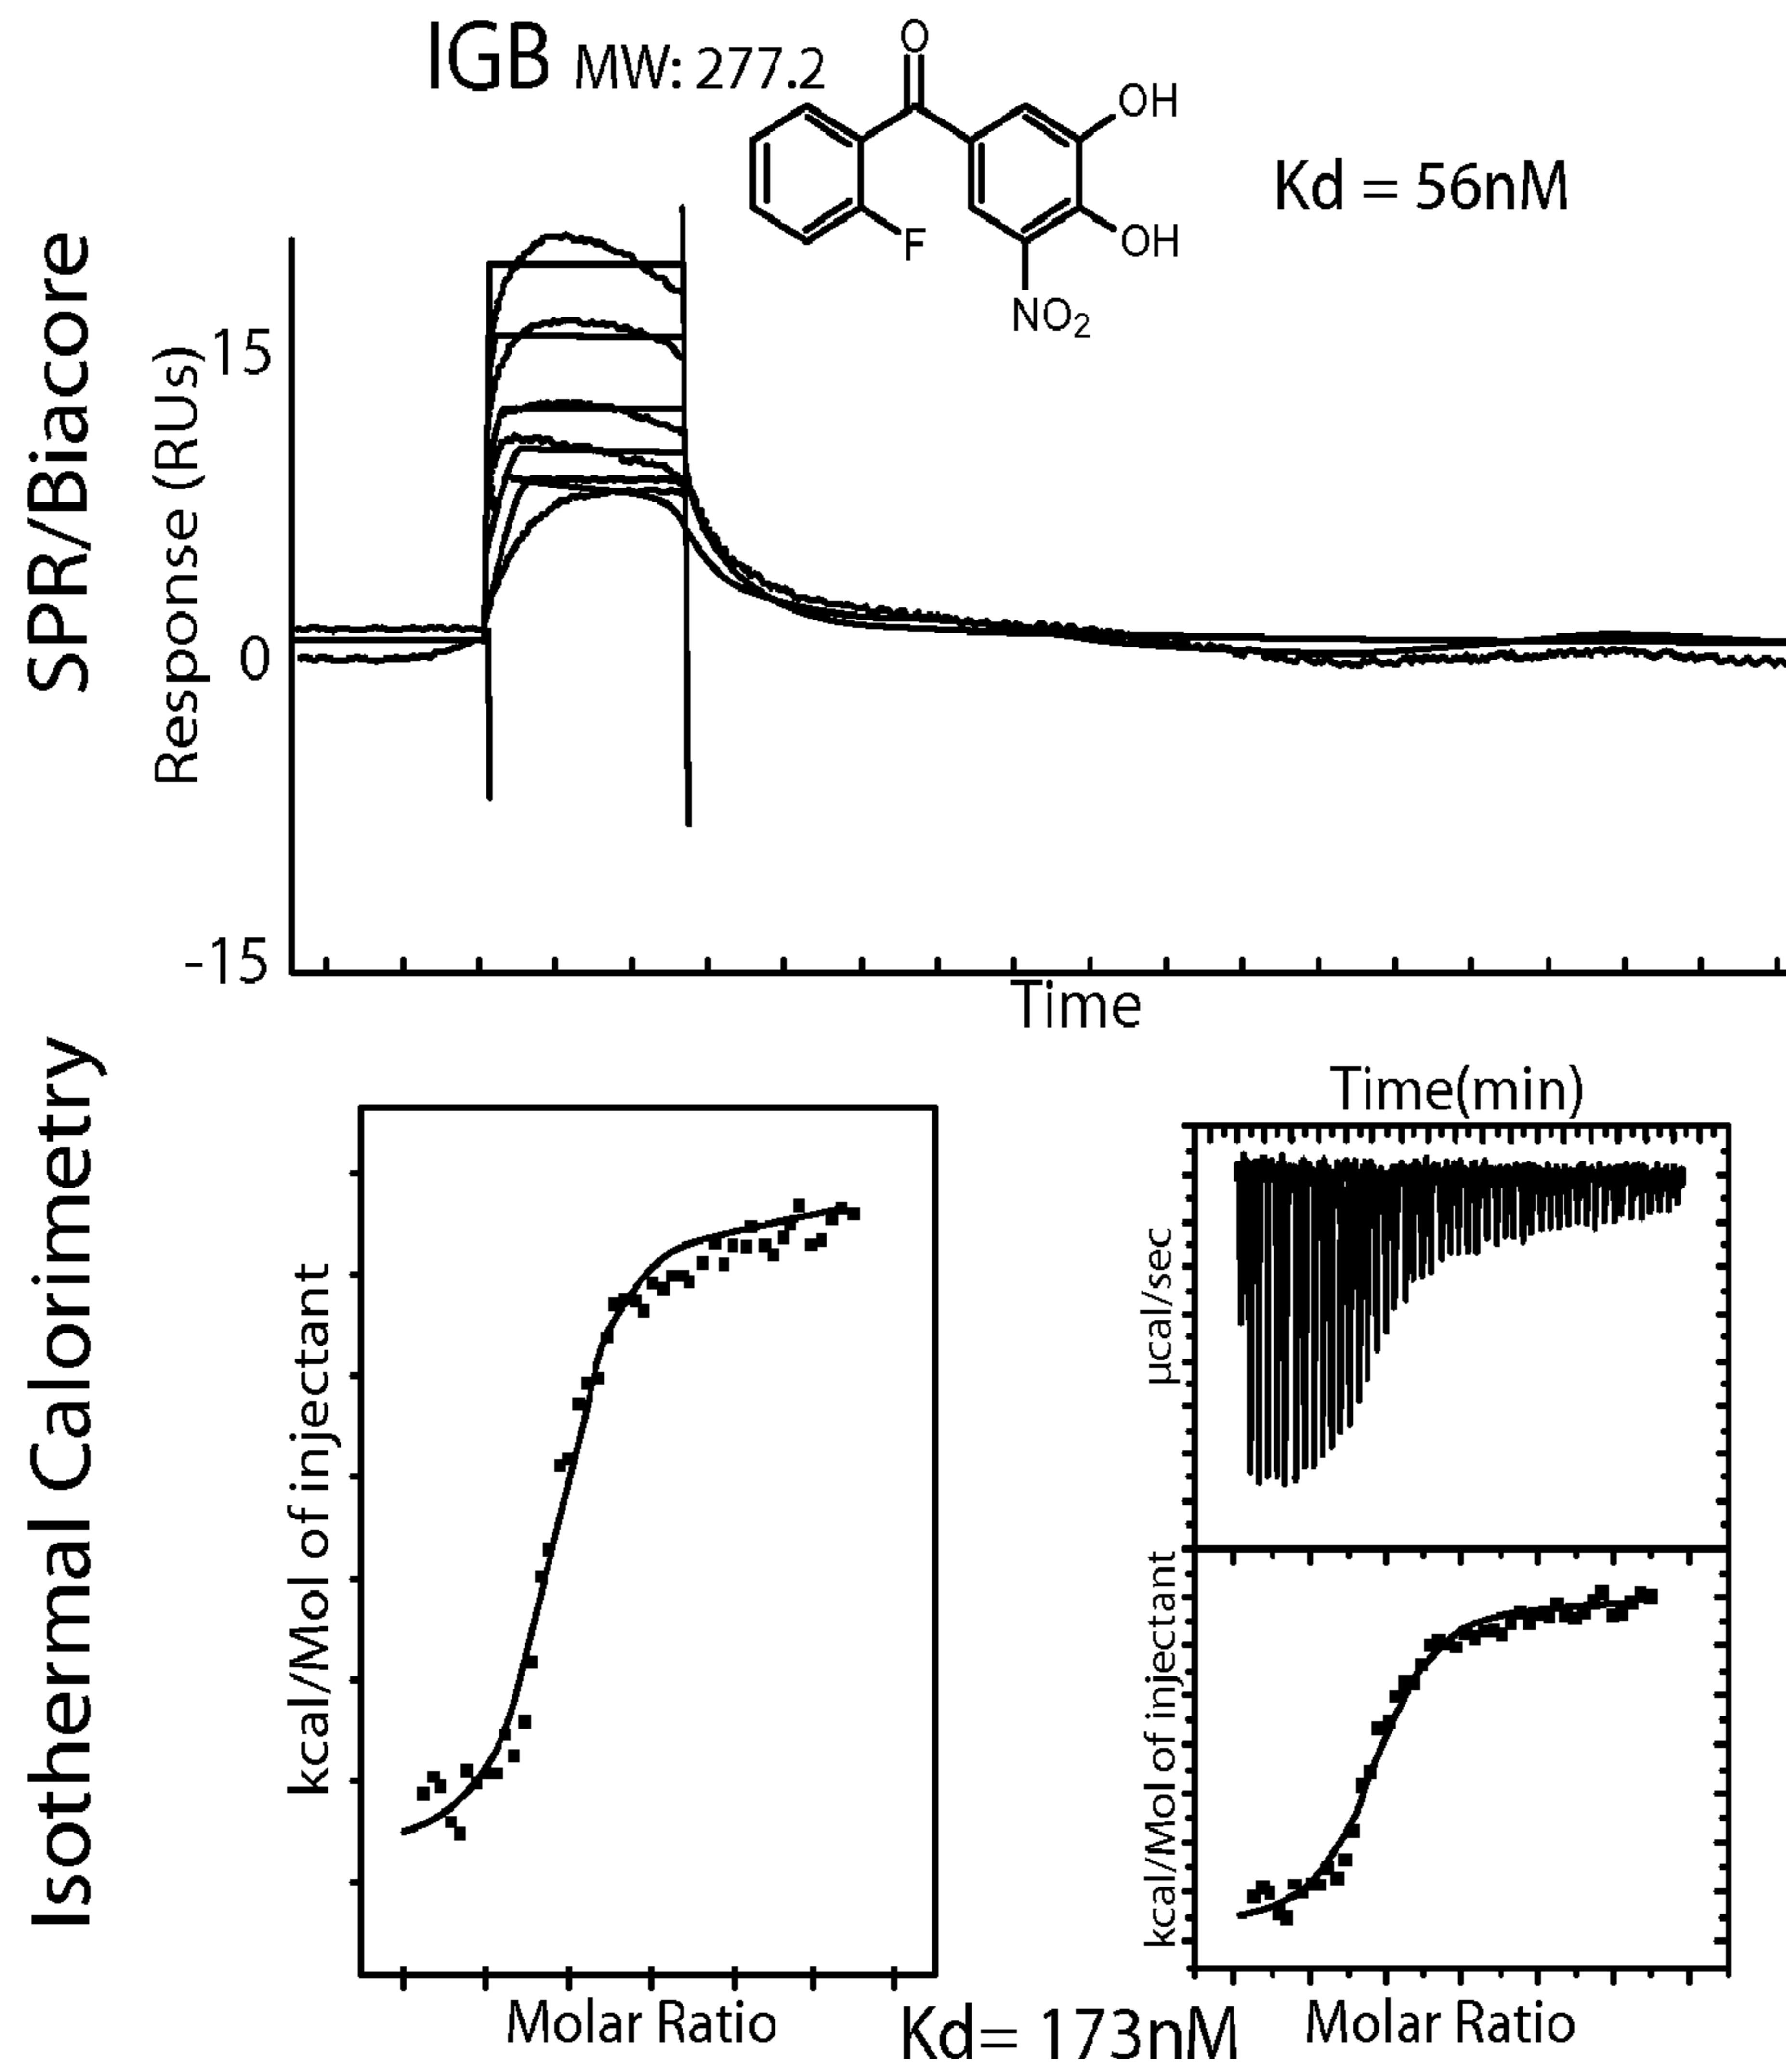 IGB MW: 277.2
O
OH
OH
F
NO2
Kd = 56nM
SPR/Biacore
Response (RUs)
15
0
-15
Time
Isothermal Calorimetry
kcal/Mol of injectant
Molar Ratio
Kd= 173nM
Time(min)
µcal/sec
kcal/Mol of injectant
Molar Ratio